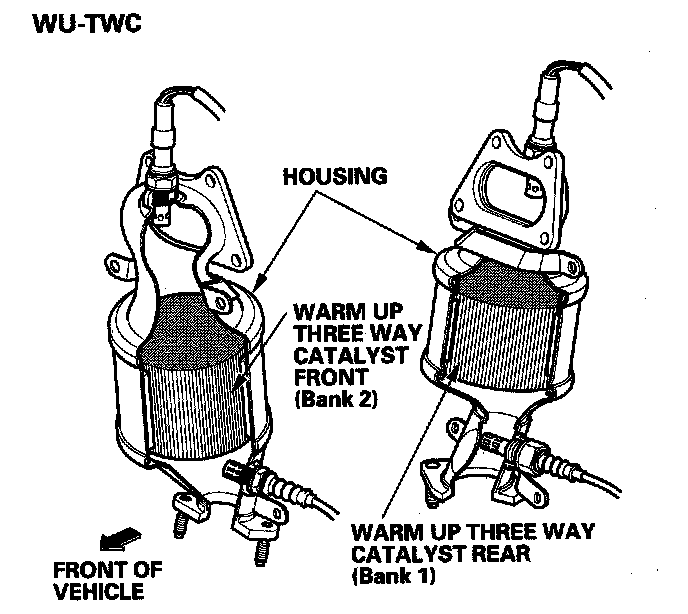 WU-TWC
HOUSING
WARM UP
THREE WAY
CATALYST
FRONT
(Bank 2)
WARM UP THREE WAY
CATALYST REAR
(Bank 1)
FRONT OF
VEHICLE